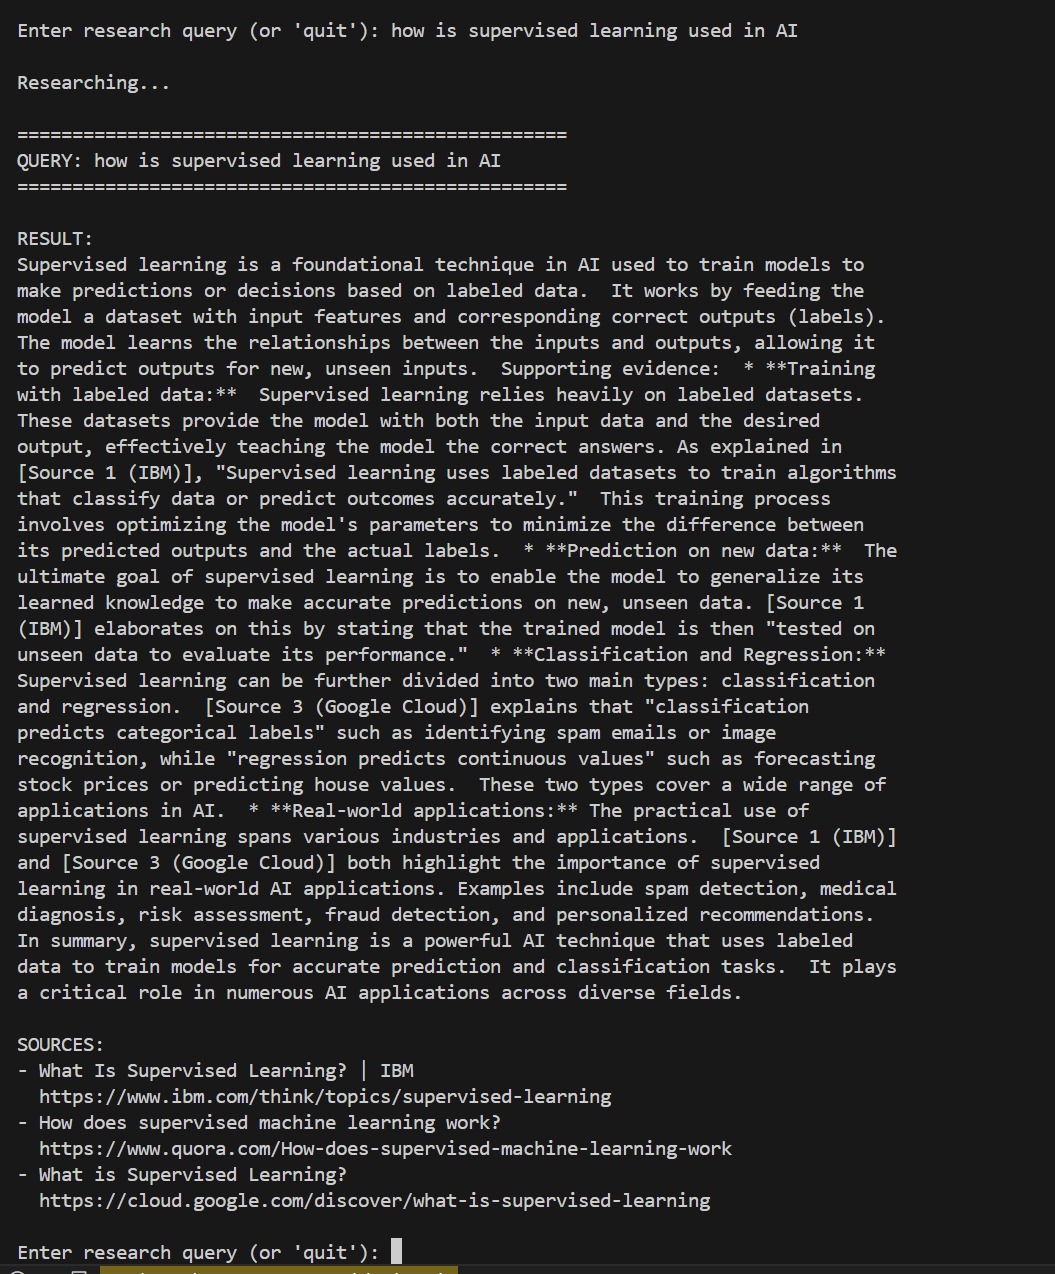 Enter research query (or 'quit'): how is supervised learning used in AI
Researching...
==================================================
QUERY: how is supervised learning used in AI
==================================================
RESULT:
Supervised learning is a foundational technique in AI used to train models to
make predictions or decisions based on labeled data.  It works by feeding the
model a dataset with input features and corresponding correct outputs (labels).
The model learns the relationships between the inputs and outputs, allowing it
to predict outputs for new, unseen inputs.  Supporting evidence:  * **Training
with labeled data:**  Supervised learning relies heavily on labeled datasets.
These datasets provide the model with both the input data and the desired
output, effectively teaching the model the correct answers. As explained in
[Source 1 (IBM)], "Supervised learning uses labeled datasets to train algorithms
that classify data or predict outcomes accurately."  This training process
involves optimizing the model's parameters to minimize the difference between
its predicted outputs and the actual labels.  * **Prediction on new data:**  The
ultimate goal of supervised learning is to enable the model to generalize its
learned knowledge to make accurate predictions on new, unseen data. [Source 1
(IBM)] elaborates on this by stating that the trained model is then "tested on
unseen data to evaluate its performance."  * **Classification and Regression:**
Supervised learning can be further divided into two main types: classification
and regression.  [Source 3 (Google Cloud)] explains that "classification
predicts categorical labels" such as identifying spam emails or image
recognition, while "regression predicts continuous values" such as forecasting
stock prices or predicting house values.  These two types cover a wide range of
applications in AI.  * **Real-world applications:** The practical use of
supervised learning spans various industries and applications.  [Source 1 (IBM)]
and [Source 3 (Google Cloud)] both highlight the importance of supervised
learning in real-world AI applications. Examples include spam detection, medical
diagnosis, risk assessment, fraud detection, and personalized recommendations.
In summary, supervised learning is a powerful AI technique that uses labeled
data to train models for accurate prediction and classification tasks.  It plays
a critical role in numerous AI applications across diverse fields.
SOURCES:
- What Is Supervised Learning? | IBM
https://www.ibm.com/think/topics/supervised-learning
- How does supervised machine learning work?
https://www.quora.com/How-does-supervised-machine-learning-work
- What is Supervised Learning?
https://cloud.google.com/discover/what-is-supervised-learning
Enter research query (or 'quit'):